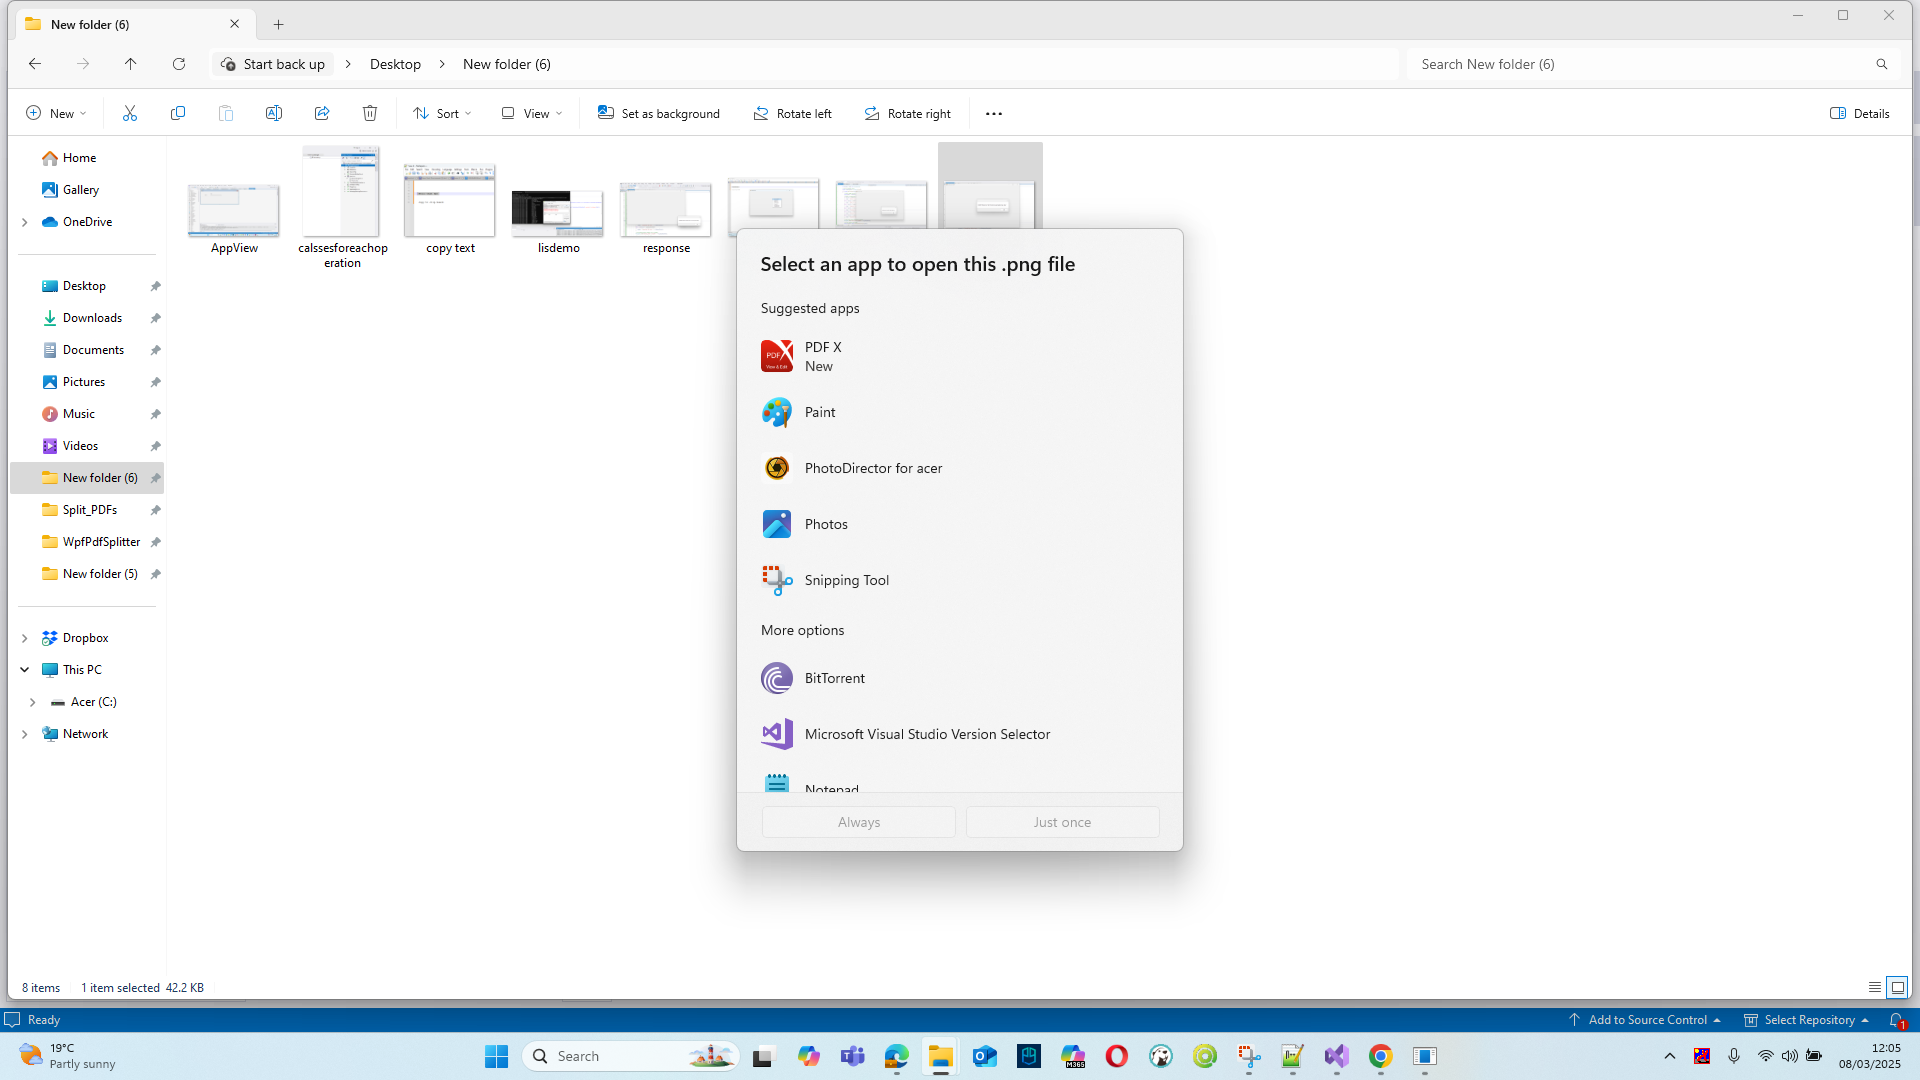 New folder (6)
Start back up
Desktop
New folder (6)
Search New folder (6)
New
Sort
View
Set as background
Rotate left
Rotate right
Details
Home
Gallery
OneDrive
Desktop
Downloads
Documents
Pictures
Music
Videos
New folder (6)
Split_PDFs
WpfPdfSplitter
New folder (5)
Dropbox
This PC
Acer (C:)
Network
AppView
calssesforeachop
eration
copy text
lisdemo
response
Select an app to open this .png file
Suggested apps
PDF X
New
Paint
PhotoDirector for acer
Photos
Snipping Tool
More options
BitTorrent
Microsoft Visual Studio Version Selector
Notepad
Always
Just once
8 items
1 item selected 42.2 KB
Ready
Add to Source Control
Select Repository
1
19°C
Partly sunny
Search
M365
12:05
08/03/2025